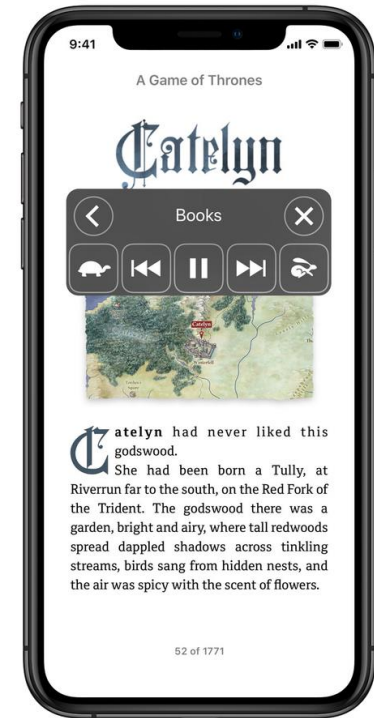 9:41
A Game of Thrones
Catelyn
Books
Catelyn
Catelyn had never liked this
godswood.
She had been born a Tully, at
Riverrun far to the south, on the Red Fork of
the Trident. The godswood there was a
garden, bright and airy, where tall redwoods
spread dappled shadows across tinkling
streams, birds sang from hidden nests, and
the air was spicy with the scent of flowers.
52 of 1771